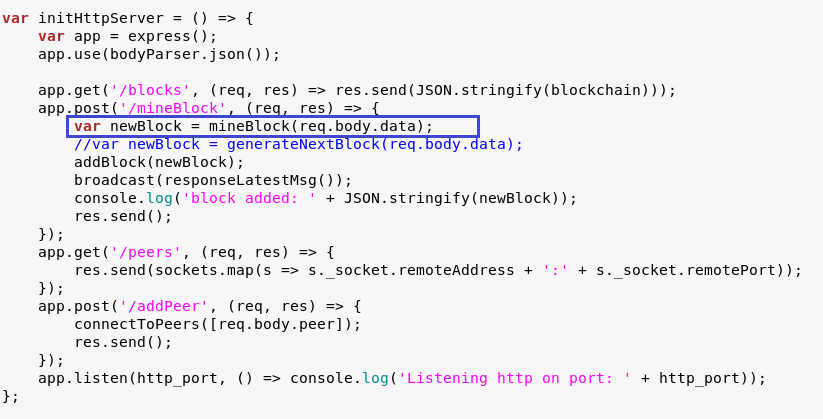 var initHttpServer = () => {
    var app = express();
    app.use(bodyParser.json());

    app.get('/blocks', (req, res) => res.send(JSON.stringify(blockchain)));
    app.post('/mineBlock', (req, res) => {
        var newBlock = mineBlock(req.body.data);
        //var newBlock = generateNextBlock(req.body.data);
        addBlock(newBlock);
        broadcast(responseLatestMsg());
        console.log('block added: ' + JSON.stringify(newBlock));
        res.send();
    });
    app.get('/peers', (req, res) => {
        res.send(sockets.map(s => s._socket.remoteAddress + ':' + s._socket.remotePort));
    });
    app.post('/addPeer', (req, res) => {
        connectToPeers([req.body.peer]);
        res.send();
    });
    app.listen(http_port, () => console.log('Listening http on port: ' + http_port));
};